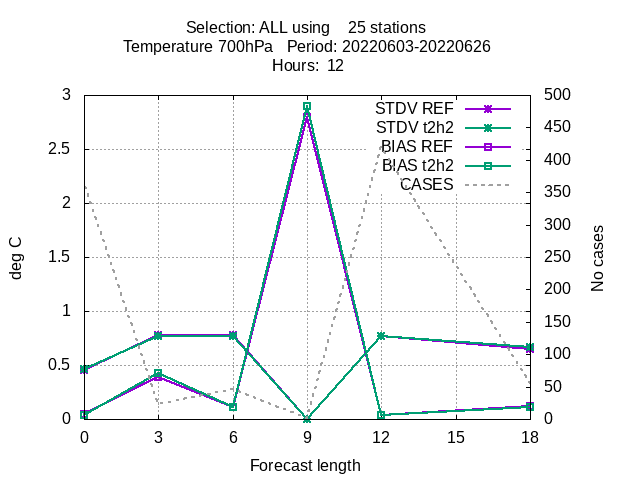 Selection: ALL using    25 stations
Temperature 700hPa   Period: 20220603-20220626
Hours:  12
3
2.5
2
1.5
1
0.5
0
500
450
400
350
300
250
200
150
100
50
0
STDV REF
STDV t2h2
BIAS REF
BIAS t2h2
CASES
deg C
No cases
0 3 6 9 12 15 18
Forecast length